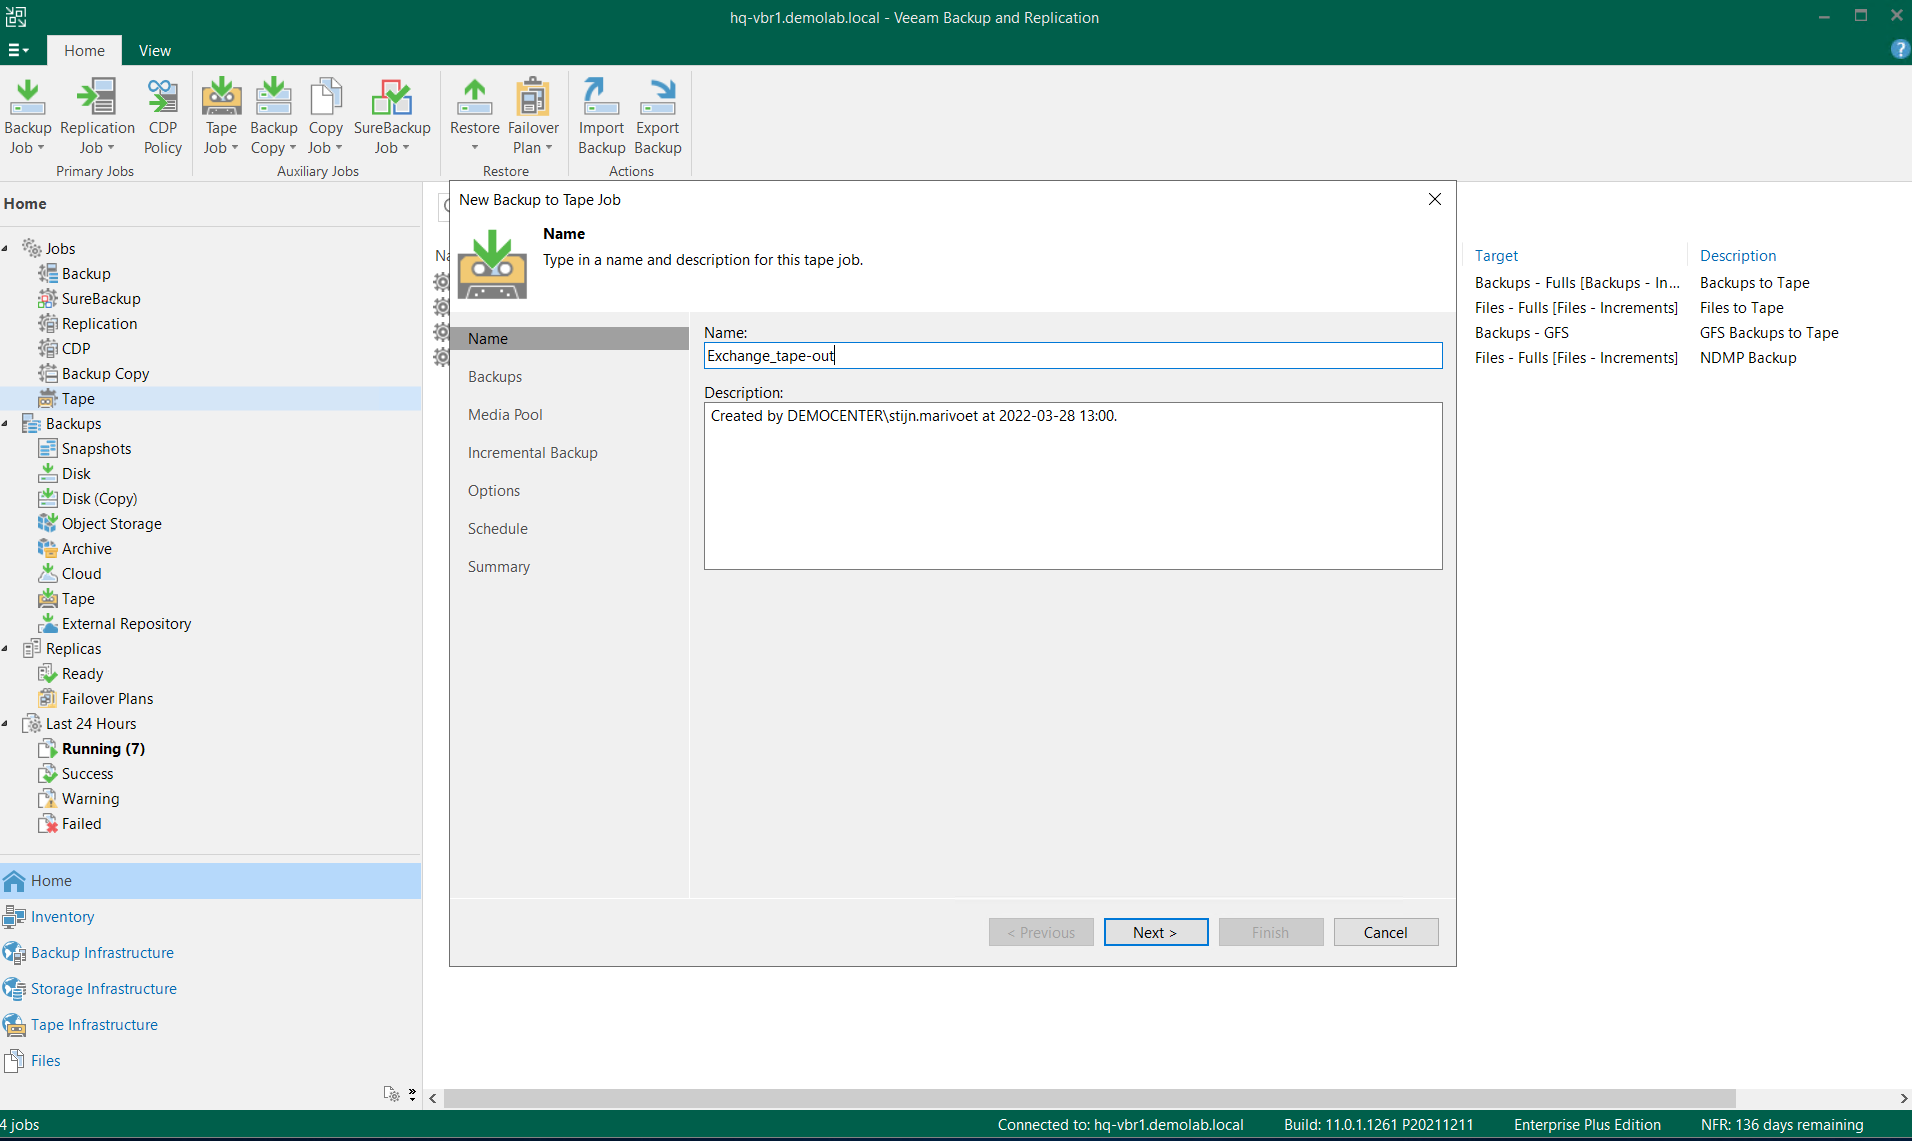 hq-vbr1.demolab.local - Veeam Backup and Replication
Home View
Backup Job
Replication Job
CDP Policy
Primary Jobs
Tape Job
Backup Copy
Copy Job
SureBackup Job
Auxiliary Jobs
Restore
Failover Plan
Restore
Import Backup
Export Backup
Actions
Home
Jobs
Backup
SureBackup
Replication
CDP
Backup Copy
Tape
Backups
Snapshots
Disk
Disk (Copy)
Object Storage
Archive
Cloud
Tape
External Repository
Replicas
Ready
Failover Plans
Last 24 Hours
Running (7)
Success
Warning
Failed
Home
Inventory
Backup Infrastructure
Storage Infrastructure
Tape Infrastructure
Files
New Backup to Tape Job
Name
Type in a name and description for this tape job.
Name
Backups
Media Pool
Incremental Backup
Options
Schedule
Summary
Name:
Exchange_tape-out
Description:
Created by DEMOCENTER\stijn.marivoet at 2022-03-28 13:00.
< Previous Next > Finish Cancel
Target Description
Backups - Fulls [Backups - In... Backups to Tape
Files - Fulls [Files - Increments] Files to Tape
Backups - GFS GFS Backups to Tape
Files - Fulls [Files - Increments] NDMP Backup
4 jobs
Connected to: hq-vbr1.demolab.local Build: 11.0.1.1261 P20211211 Enterprise Plus Edition NFR: 136 days remaining